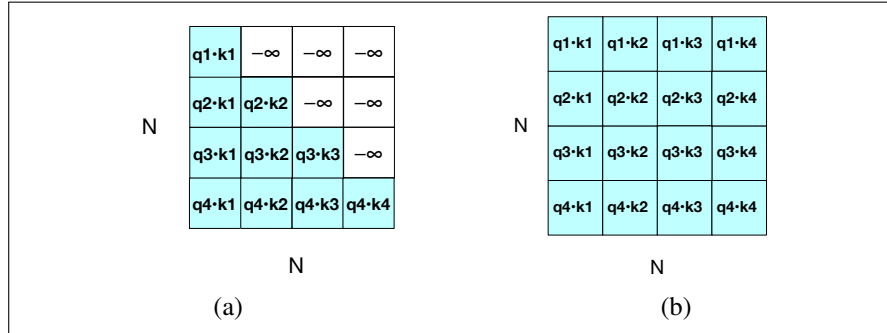 q1·k1 −∞ −∞ −∞
q2·k1 q2·k2 −∞ −∞
q3·k1 q3·k2 q3·k3 −∞
q4·k1 q4·k2 q4·k3 q4·k4
N
N
(a)
q1·k1 q1·k2 q1·k3 q1·k4
q2·k1 q2·k2 q2·k3 q2·k4
q3·k1 q3·k2 q3·k3 q3·k4
q4·k1 q4·k2 q4·k3 q4·k4
N
N
(b)